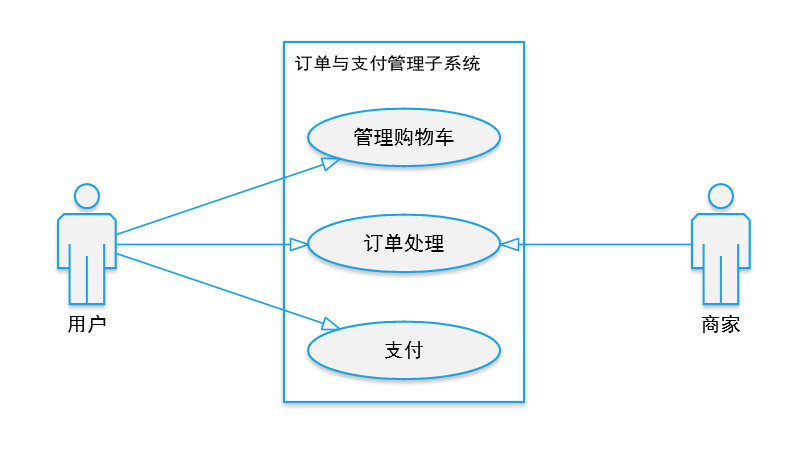 订单与支付管理子系统
管理购物车
订单处理
支付
用户
商家